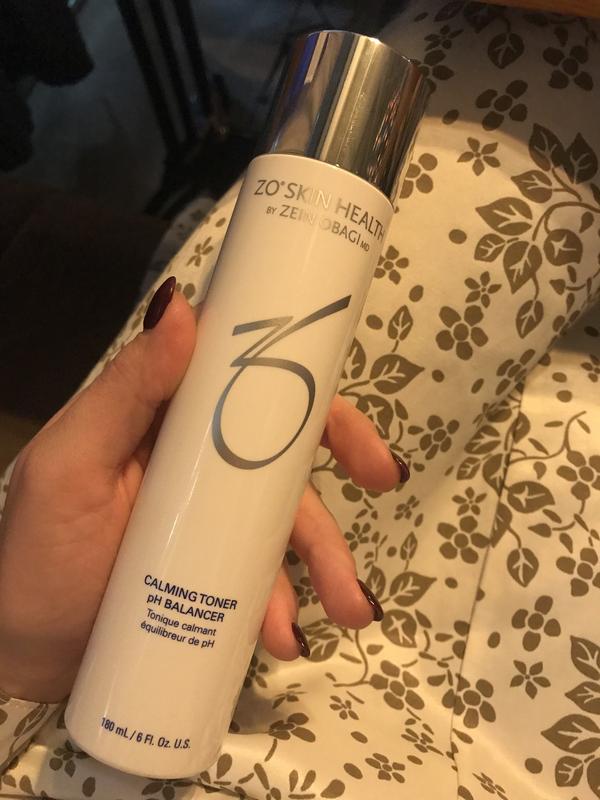 ZO® SKIN HEALTH
BY ZEIN OBAGI MD
ZO
CALMING TONER
pH BALANCER
Tonique calmant
équilibreur de pH
180 mL / 6 Fl. Oz. U.S.